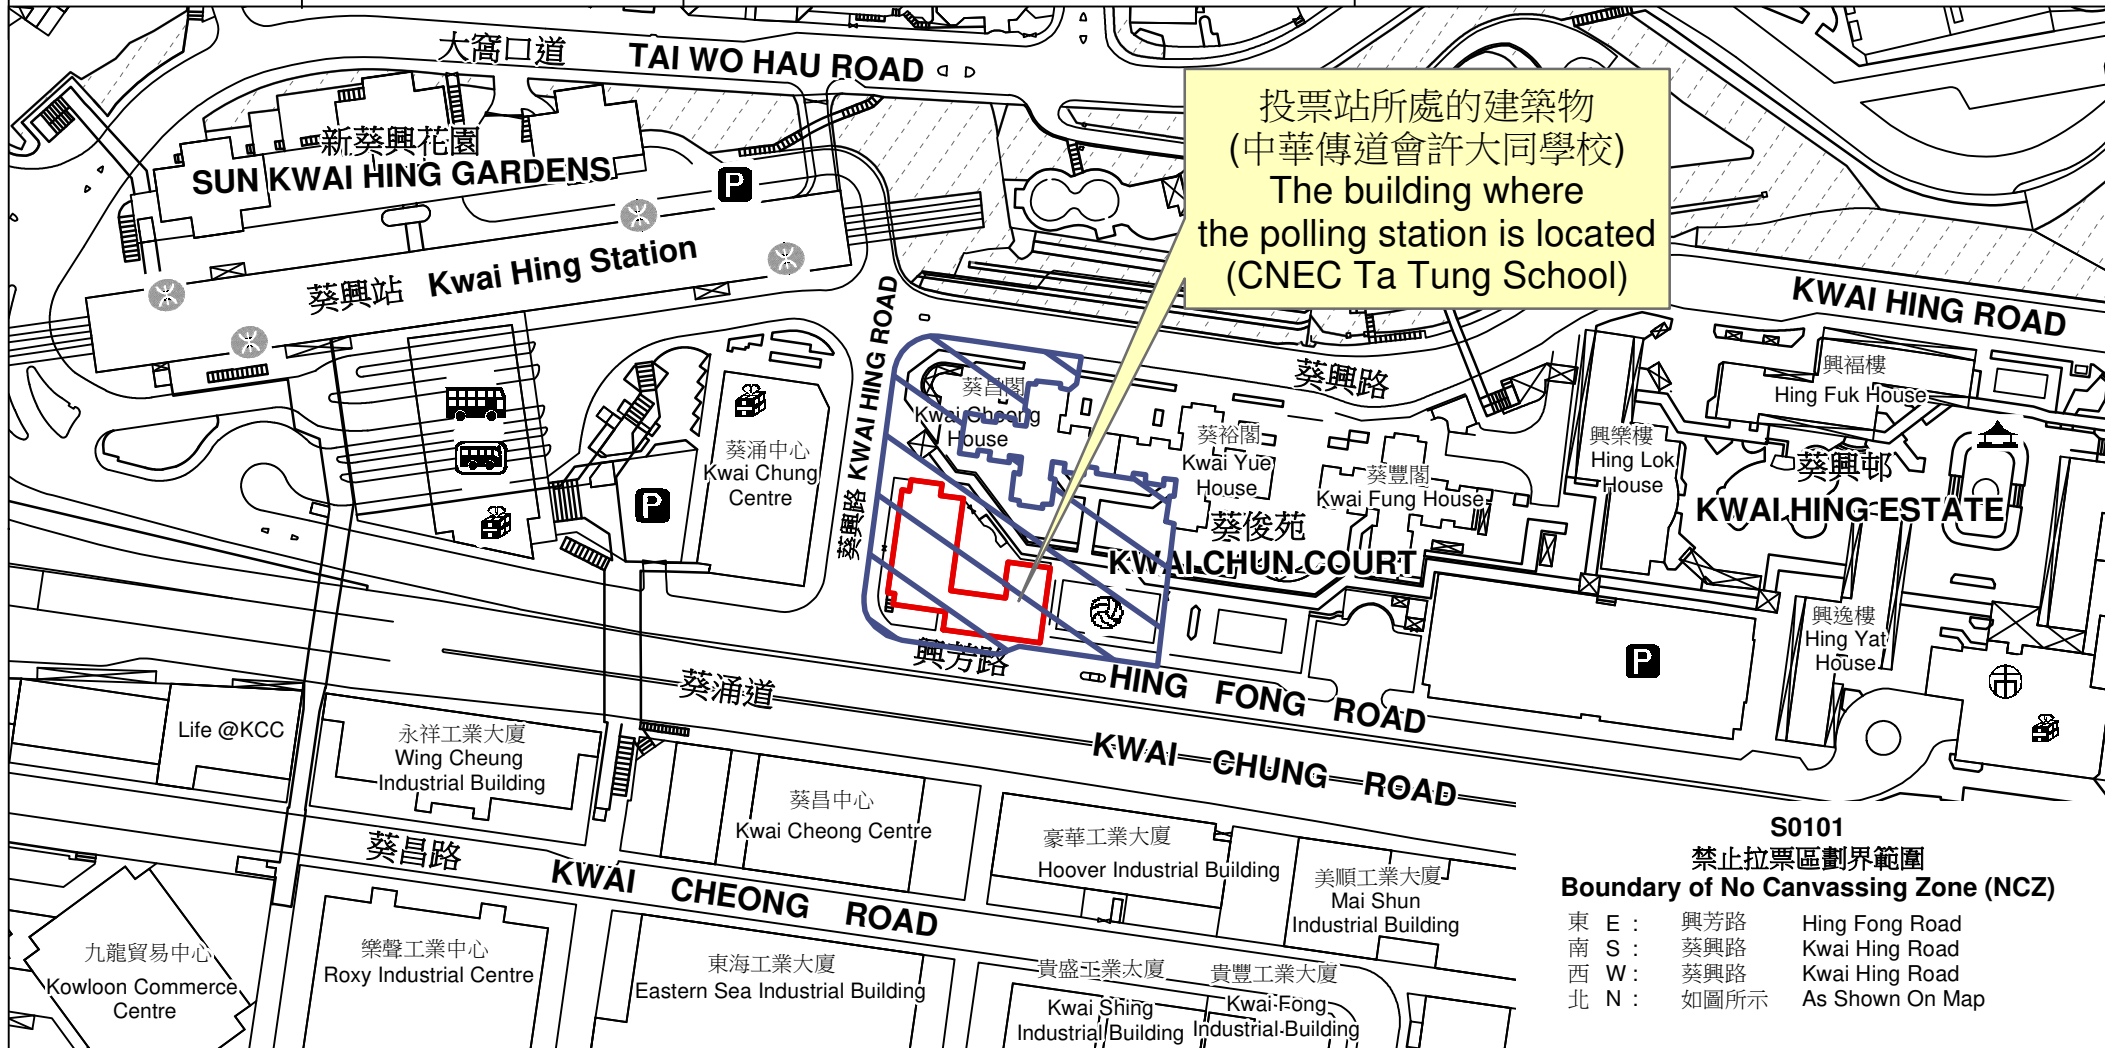 大窩口道 TAI WO HAU ROAD
投票站所處的建築物
(中華傳道會許大同學校)
The building where
the polling station is located
(CNEC Ta Tung School)
新葵興花園
SUN KWAI HING GARDENS
P
葵興站 Kwai Hing Station
KWAI HING ROAD
葵興路
葵興路 KWAI HING ROAD
興福樓
Hing Fuk House
葵昌閣
Kwai Cheong
House
葵涌中心
Kwai Chung
Centre
葵裕閣
Kwai Yue
House
葵豐閣
Kwai Fung House
興樂樓
Hing Lok
House
葵興邨
KWAI HING ESTATE
P
葵俊苑
KWAI CHUN COURT
興逸樓
Hing Yat
House
P
興芳路
HING FONG ROAD
葵涌道
KWAI CHUNG ROAD
Life @KCC
永祥工業大廈
Wing Cheung
Industrial Building
葵昌中心
Kwai Cheong Centre
豪華工業大廈
Hoover Industrial Building
美順工業大廈
Mai Shun
Industrial Building
葵昌路
KWAI CHEONG ROAD
九龍貿易中心
Kowloon Commerce
Centre
樂聲工業中心
Roxy Industrial Centre
東海工業大廈
Eastern Sea Industrial Building
貴盛工業大廈
Kwai Shing
Industrial Building
貴豐工業大廈
Kwai Fong
Industrial Building
S0101
禁止拉票區劃界範圍
Boundary of No Canvassing Zone (NCZ)
東 E : 興芳路 Hing Fong Road
南 S : 葵興路 Kwai Hing Road
西 W : 葵興路 Kwai Hing Road
北 N : 如圖所示 As Shown On Map